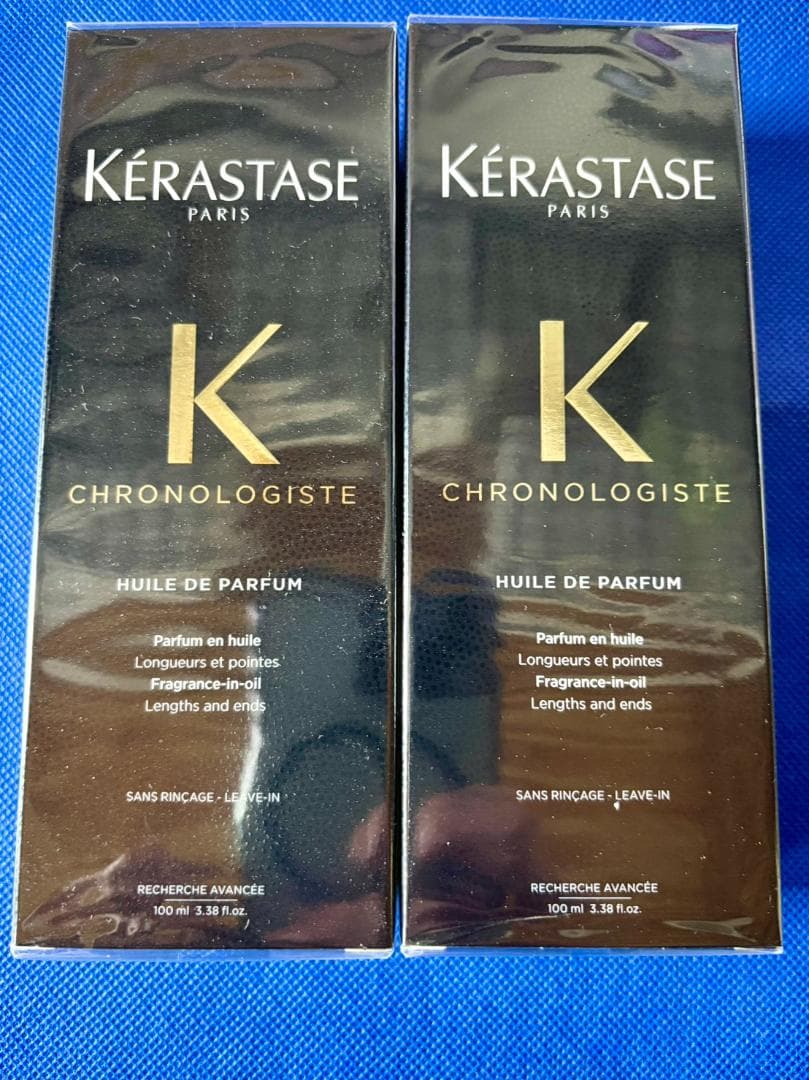 KÉRASTASE
PARIS
K
CHRONOLOGISTE
HUILE DE PARFUM
Parfum en huile
Longueurs et pointes
Fragrance-in-oil
Lengths and ends
SANS RINÇAGE - LEAVE-IN
RECHERCHE AVANCÉE
100 ml 3.38 fl.oz.
KÉRASTASE
PARIS
K
CHRONOLOGISTE
HUILE DE PARFUM
Parfum en huile
Longueurs et pointes
Fragrance-in-oil
Lengths and ends
SANS RINÇAGE - LEAVE-IN
RECHERCHE AVANCÉE
100 ml 3.38 fl.oz.